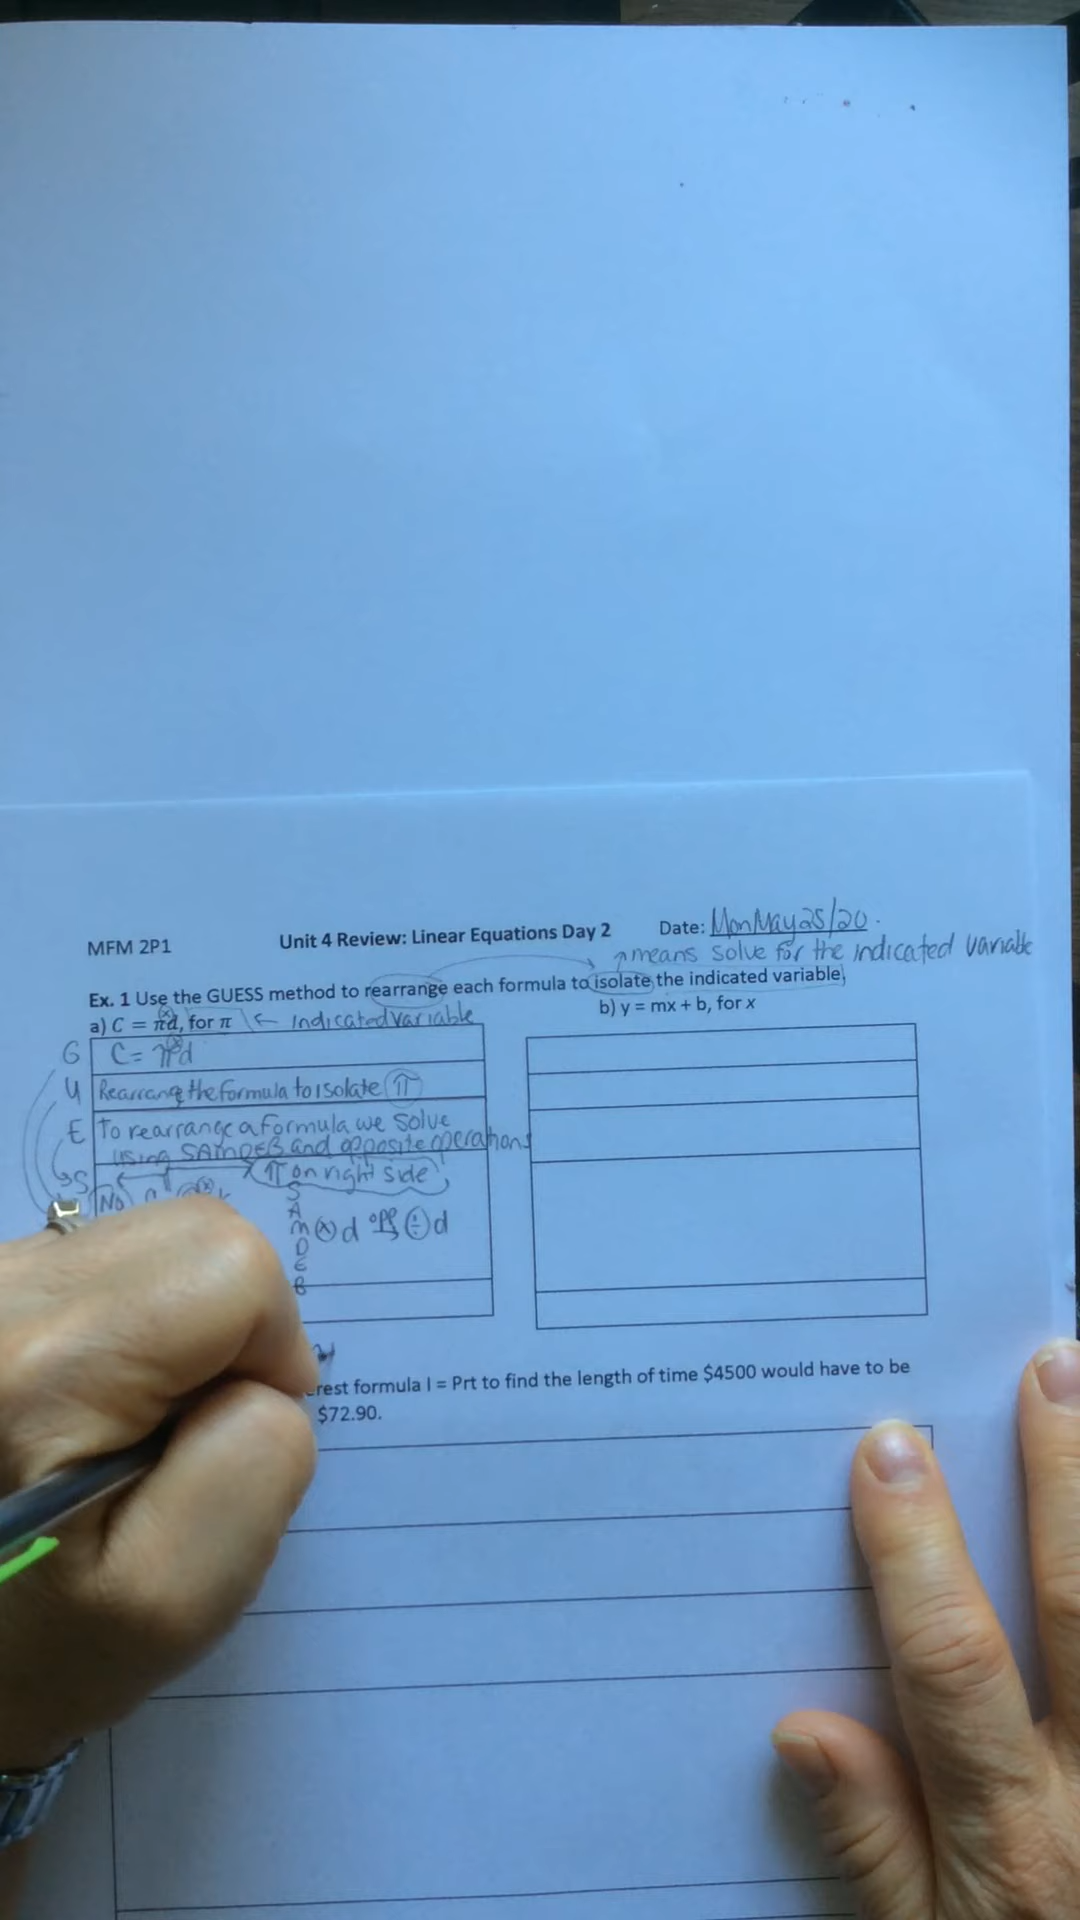 MFM 2P1 Unit 4 Review: Linear Equations Day 2 Date: Mon May 25/20.
↑ means solve for the indicated variable
Ex. 1 Use the GUESS method to rearrange each formula to isolate the indicated variable.
a) C = πd, for π ← Indicated variable b) y = mx + b, for x
G C = π(x)d
U Rearrange the formula to isolate π
E To rearrange a formula we solve
using SAMDEB and opposite operations
S π on right side
No
S
A
M (x) d opp (÷) d
D
E
B
rest formula I = Prt to find the length of time $4500 would have to be
$72.90.